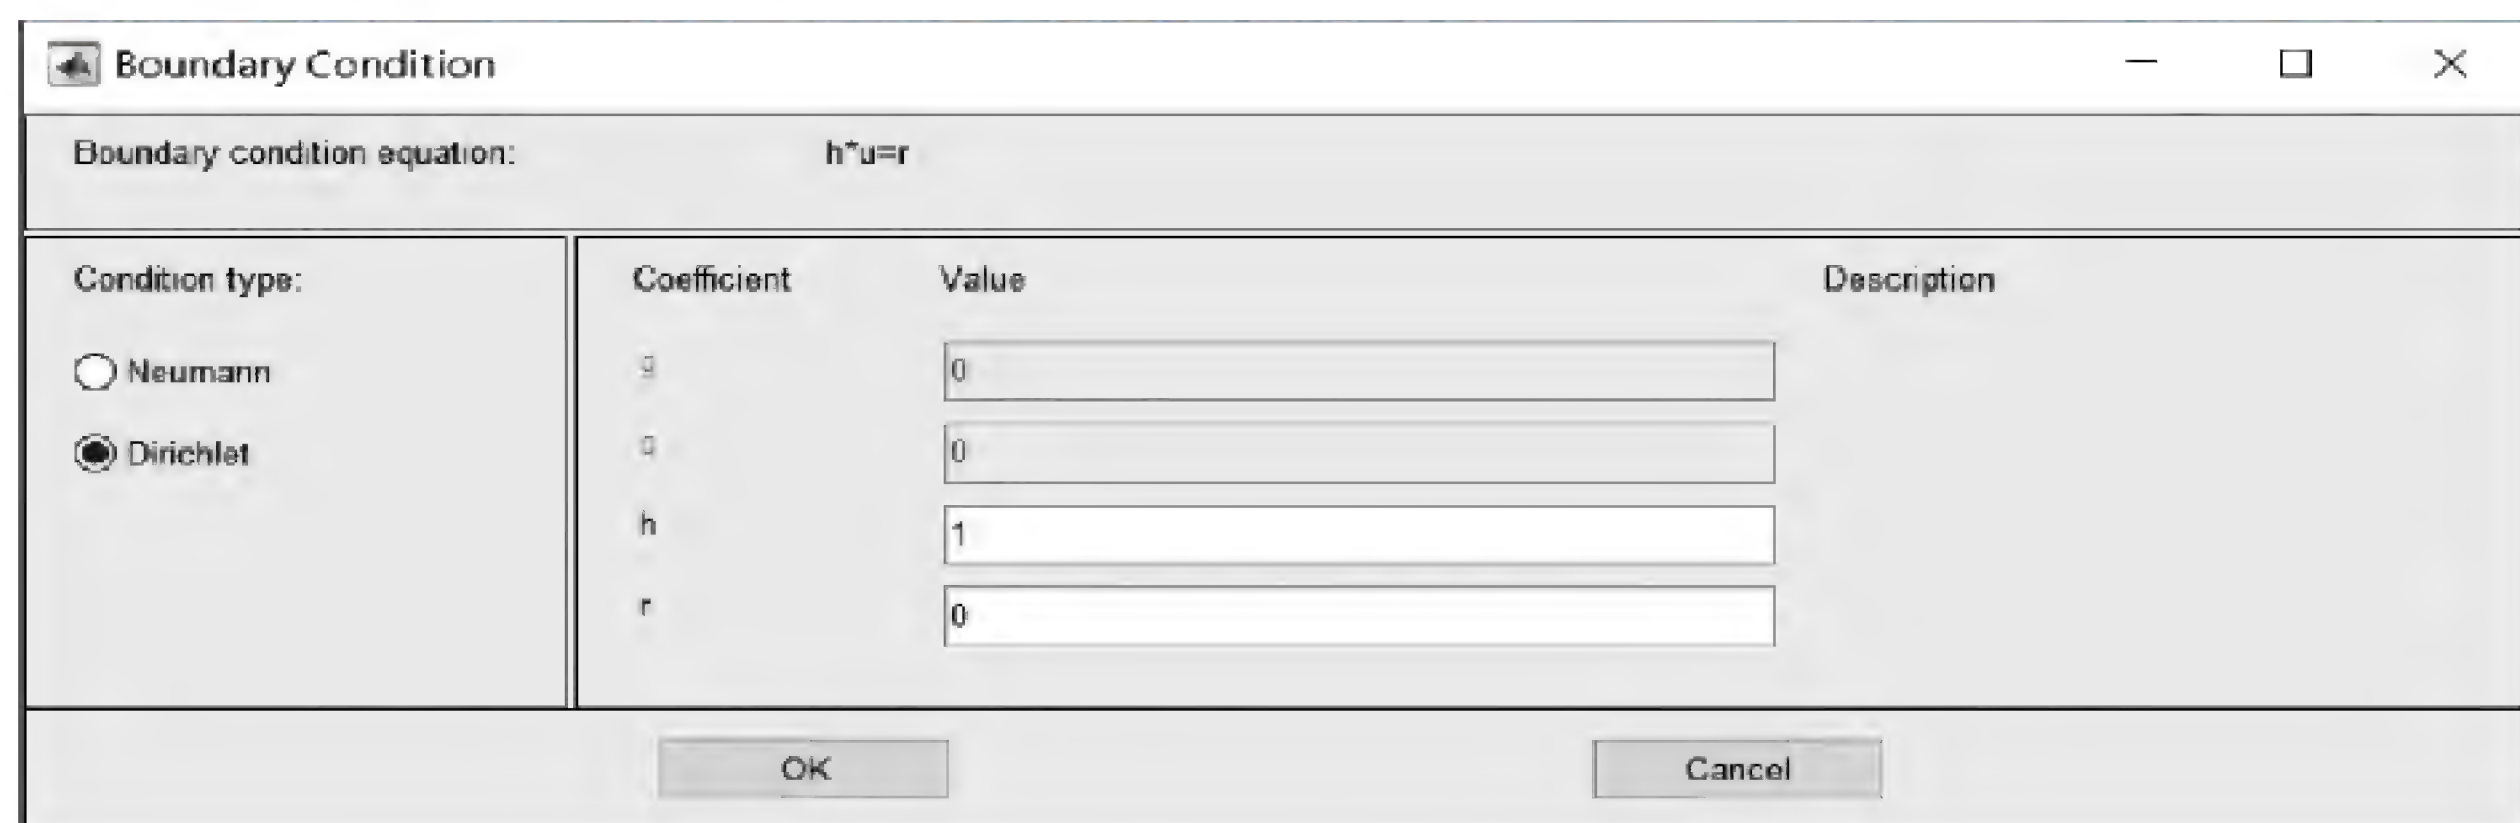 Boundary Condition
Boundary condition equation: h*u=r
Condition type:
Neumann
Dirichlet
Coefficient Value Description
g 0
0
h 1
r 0
OK Cancel